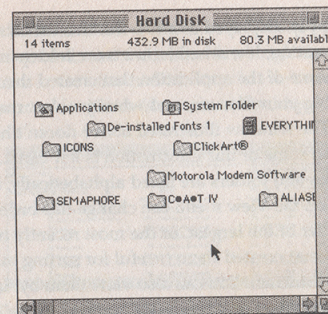 Hard Disk
14 items 432.9 MB in disk 80.3 MB availabl
Applications System Folder
De-installed Fonts 1 EVERYTHIN
ICONS ClickArt®
Motorola Modem Software
SEMAPHORE C●A●T IV ALIASE